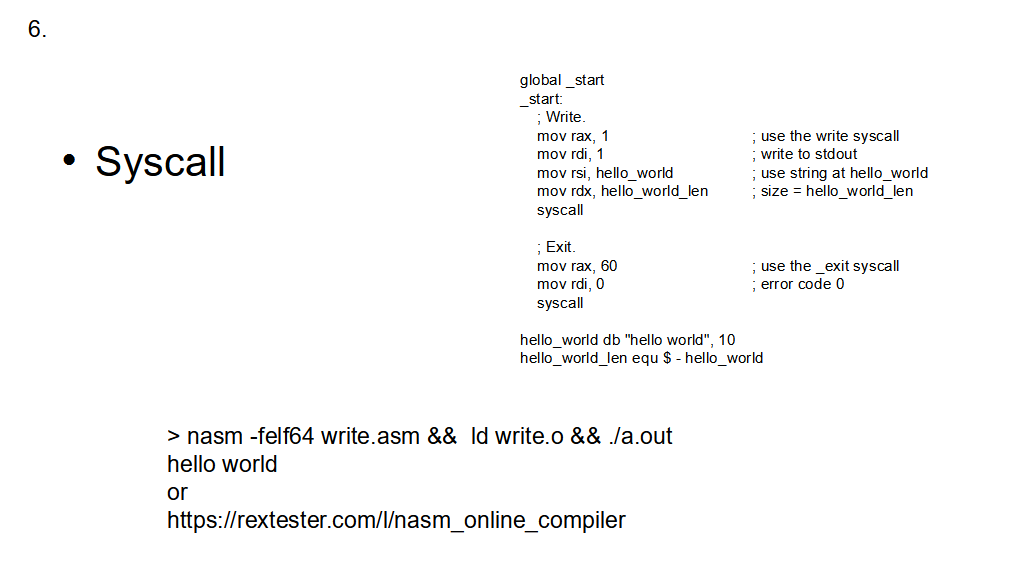 6.
• Syscall
global _start
_start:
; Write.
mov rax, 1 ; use the write syscall
mov rdi, 1 ; write to stdout
mov rsi, hello_world ; use string at hello_world
mov rdx, hello_world_len ; size = hello_world_len
syscall
; Exit.
mov rax, 60 ; use the _exit syscall
mov rdi, 0 ; error code 0
syscall
hello_world db "hello world", 10
hello_world_len equ $ - hello_world
> nasm -felf64 write.asm && ld write.o && ./a.out
hello world
or
https://rextester.com/l/nasm_online_compiler